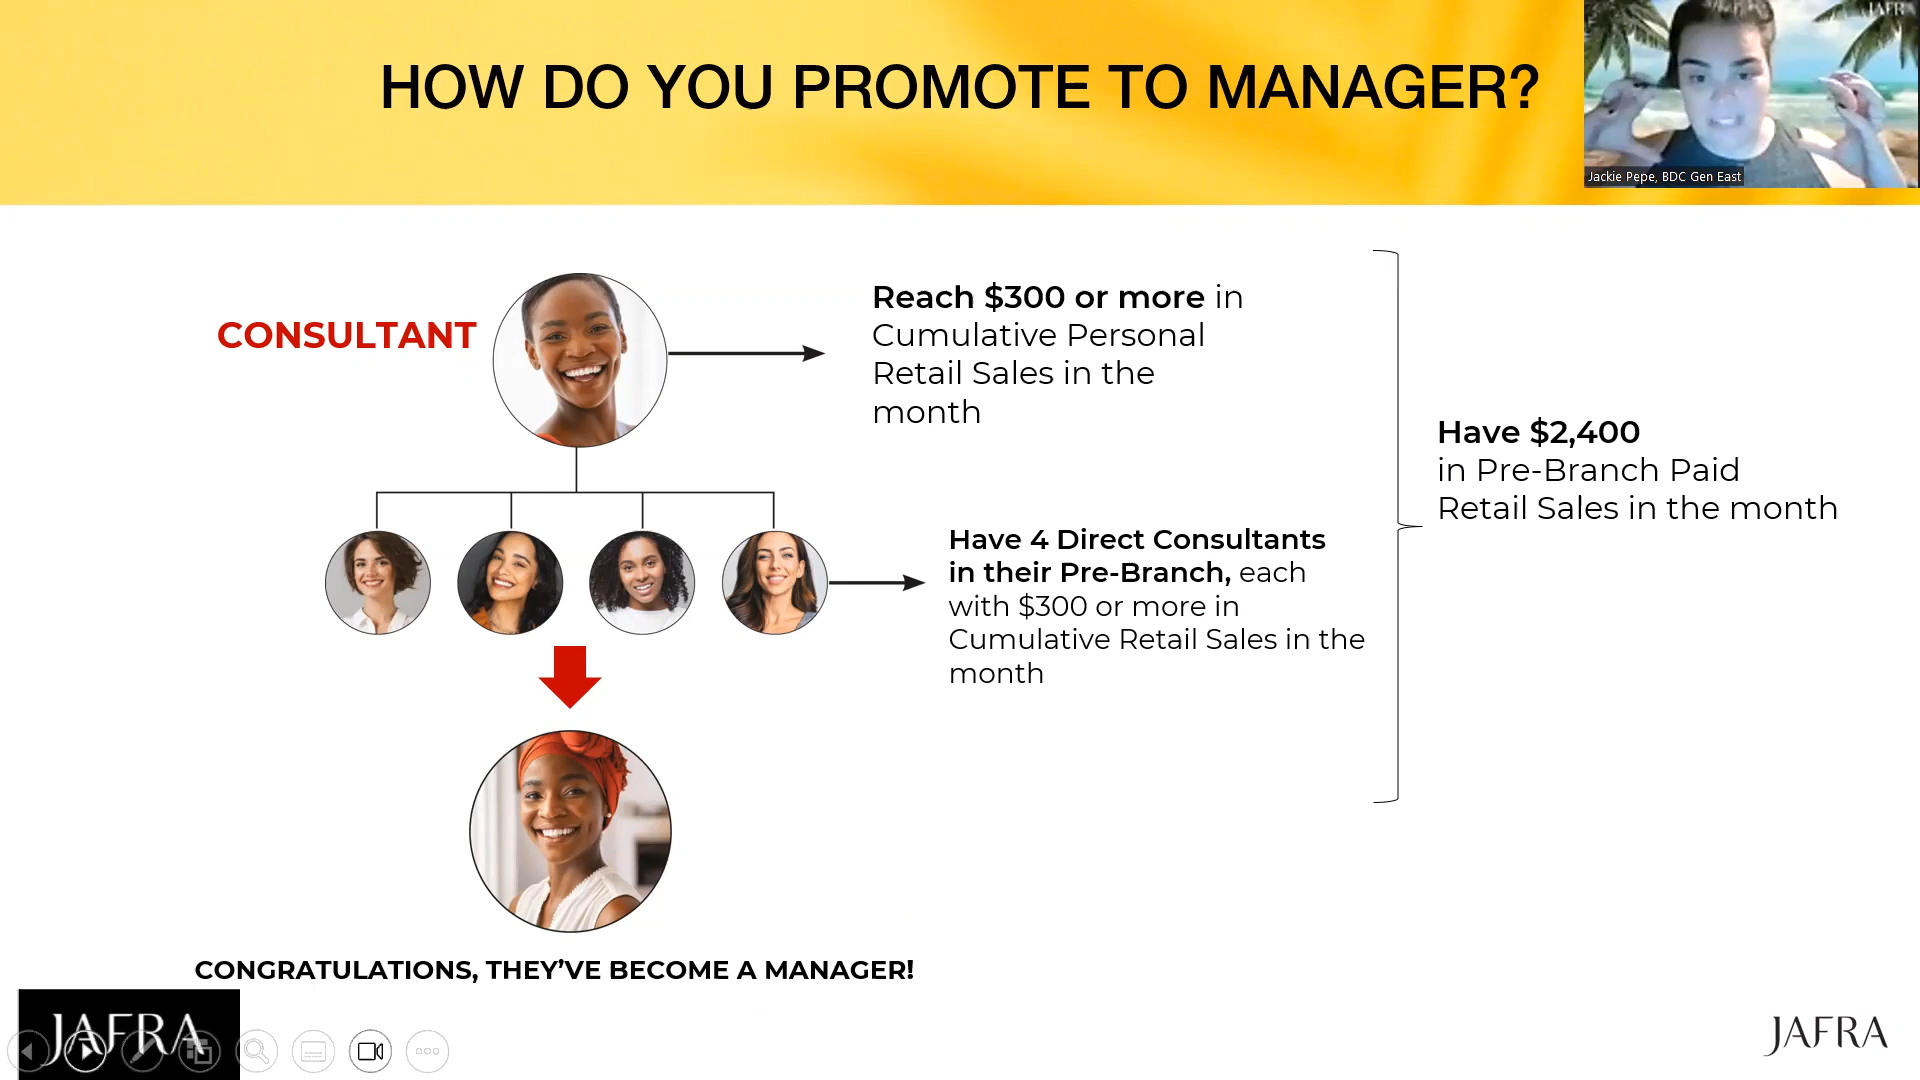 HOW DO YOU PROMOTE TO MANAGER?
JAFRA
Jackie Pepe, BDC Gen East
CONSULTANT
Reach $300 or more in
Cumulative Personal
Retail Sales in the
month
Have $2,400
in Pre-Branch Paid
Retail Sales in the month
Have 4 Direct Consultants
in their Pre-Branch, each
with $300 or more in
Cumulative Retail Sales in the
month
CONGRATULATIONS, THEY’VE BECOME A MANAGER!
JAFRA
JAFRA